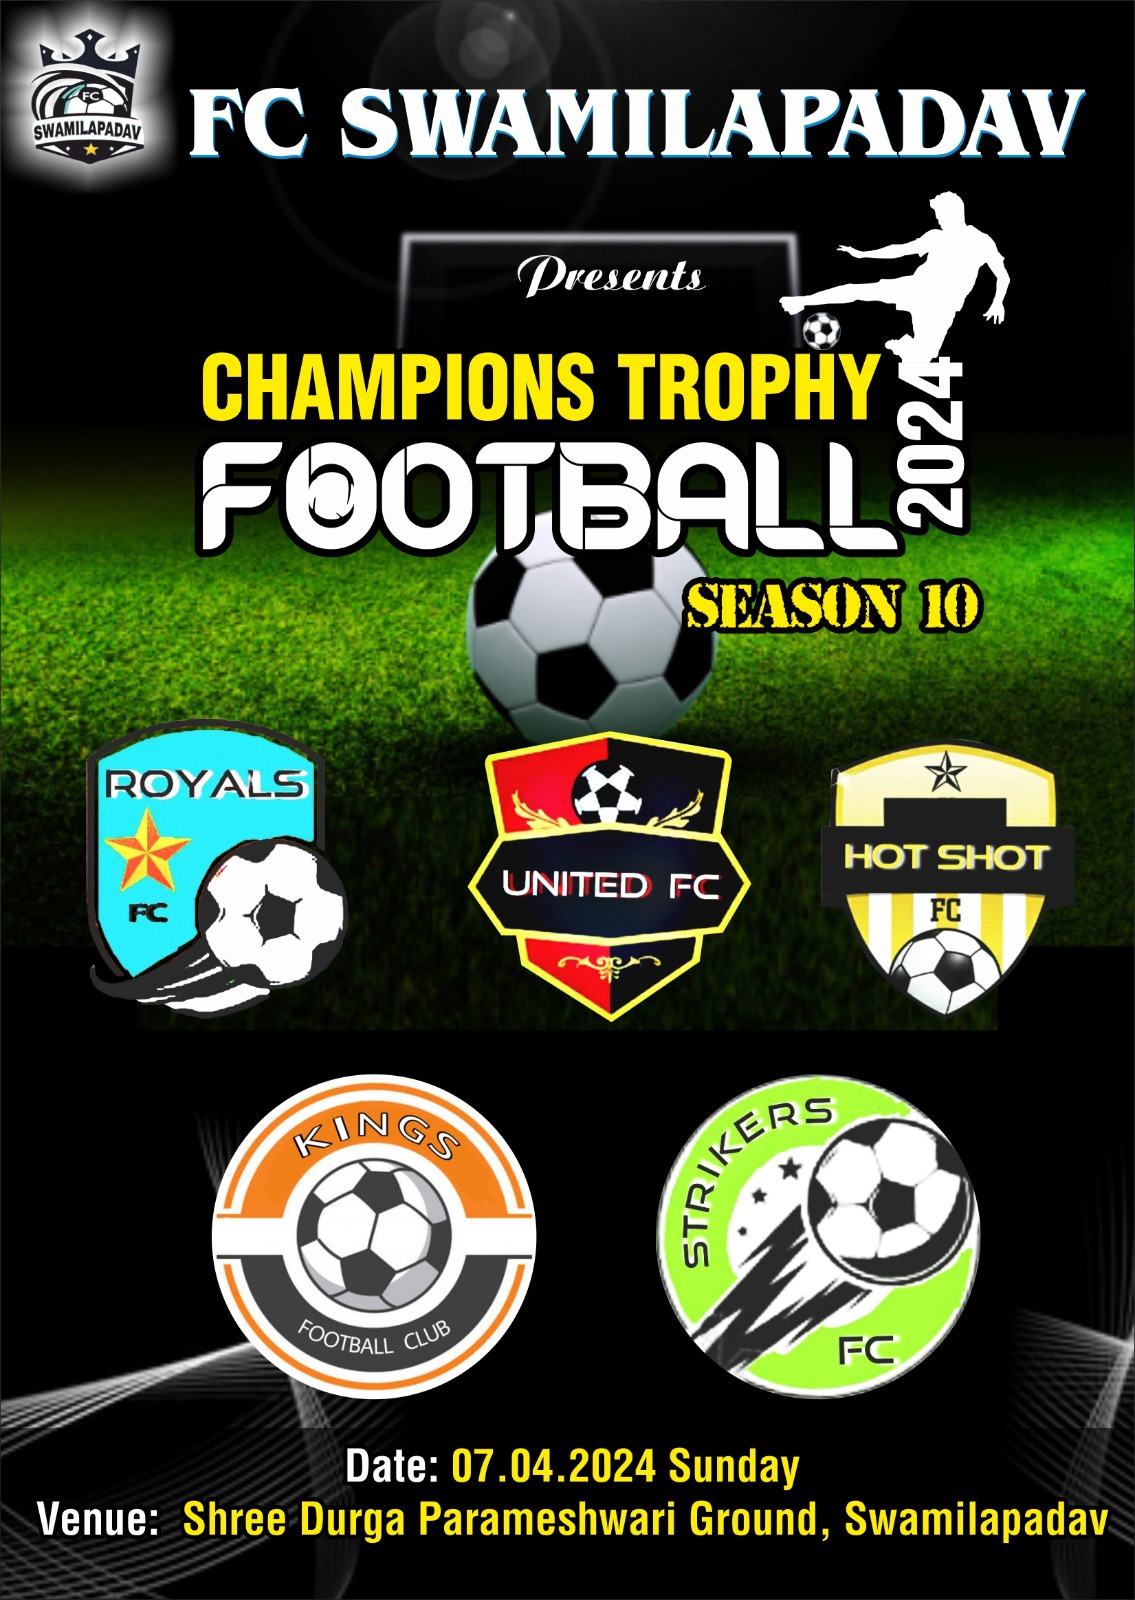 FC
SWAMILAPADAV
FC SWAMILAPADAV
Presents
CHAMPIONS TROPHY
FOOTBALL
2024
SEASON 10
ROYALS
FC
UNITED FC
HOT SHOT
FC
KINGS
FOOTBALL CLUB
STRIKERS
FC
Date: 07.04.2024 Sunday
Venue: Shree Durga Parameshwari Ground, Swamilapadav